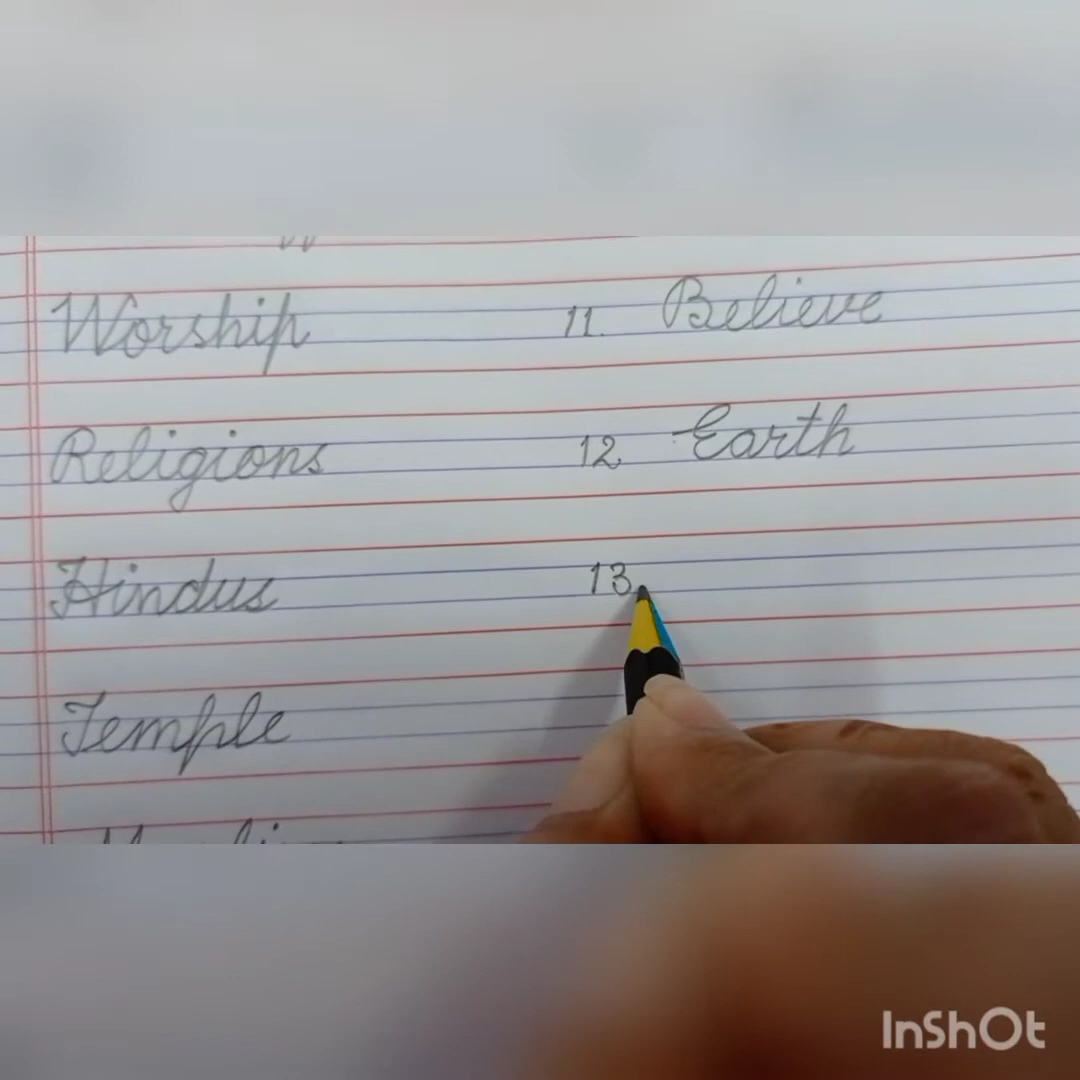 Worship 11. Believe
Religions 12. Earth
Hindus 13.
Temple
InShOt